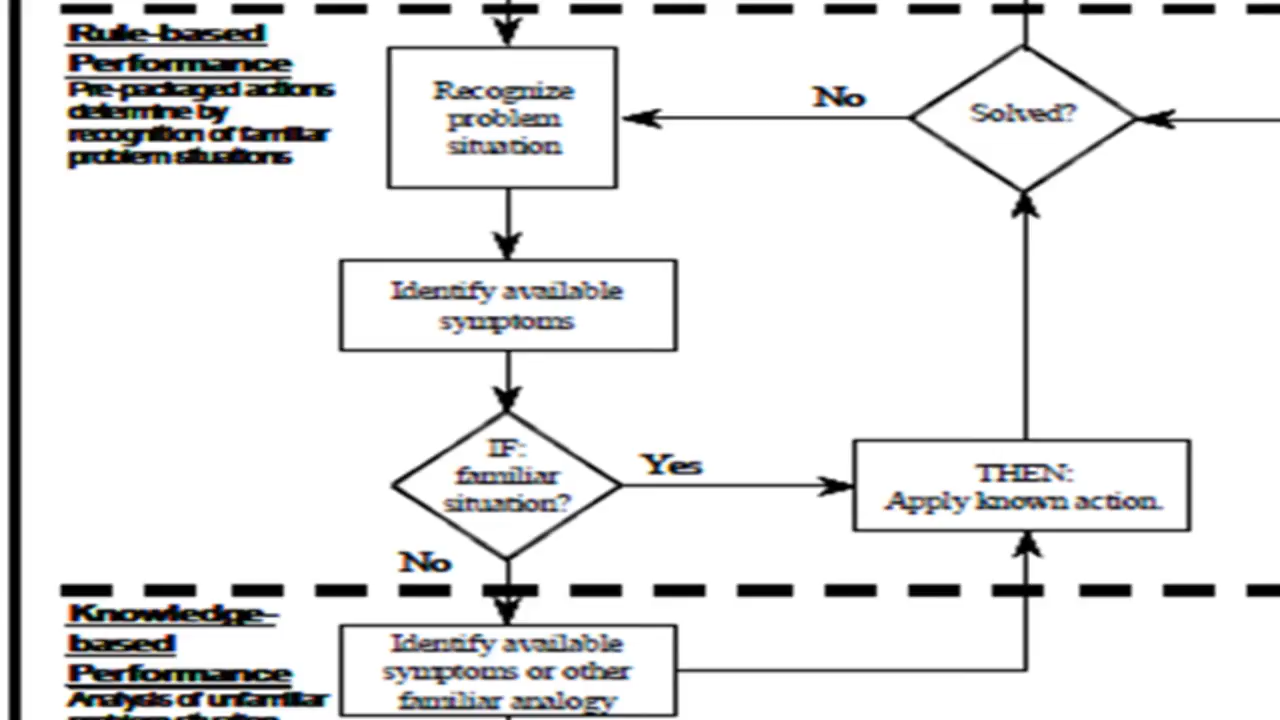 Rule-based
Performance
Pre-packaged actions
determine by
recognition of familiar
problem situations
Recognize
problem
situation
No
Solved?
Identify available
symptoms
IF:
familiar
situation?
Yes
THEN:
Apply known action.
No
Knowledge-
based
Performance
Analysis of unfamiliar
Identify available
symptoms or other
familiar analogy